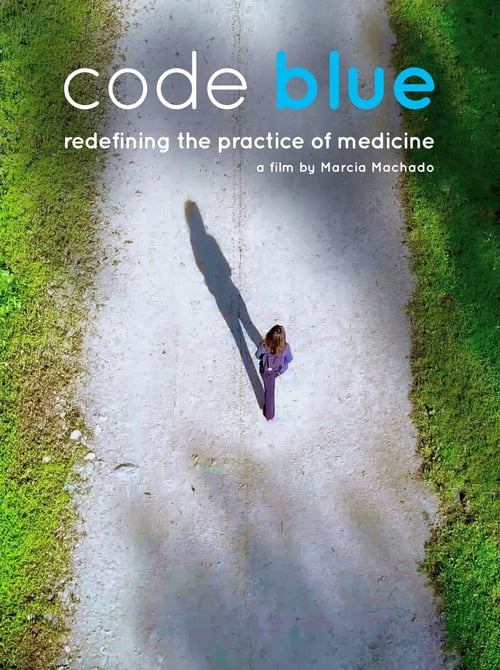 code blue
redefining the practice of medicine
a film by Marcia Machado